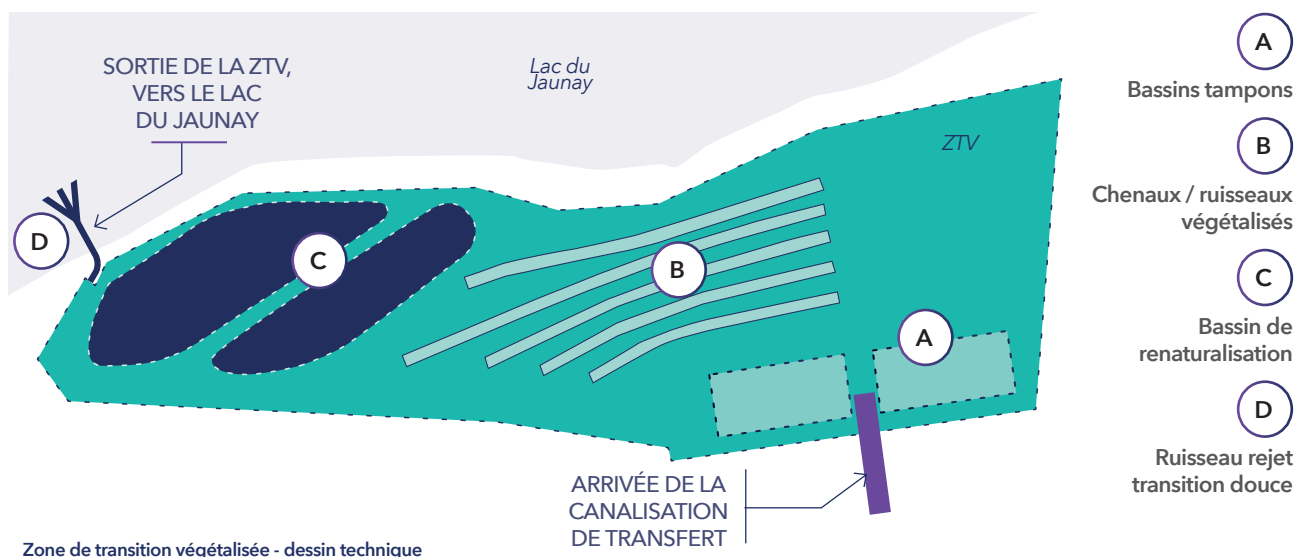 SORTIE DE LA ZTV,
VERS LE LAC
DU JAUNAY
Lac du
Jaunay
ZTV
D
C
B
A
ARRIVÉE DE LA
CANALISATION
DE TRANSFERT
A
Bassins tampons
B
Chenaux / ruisseaux
végétalisés
C
Bassin de
renaturalisation
D
Ruisseau rejet
transition douce
Zone de transition végétalisée - dessin technique